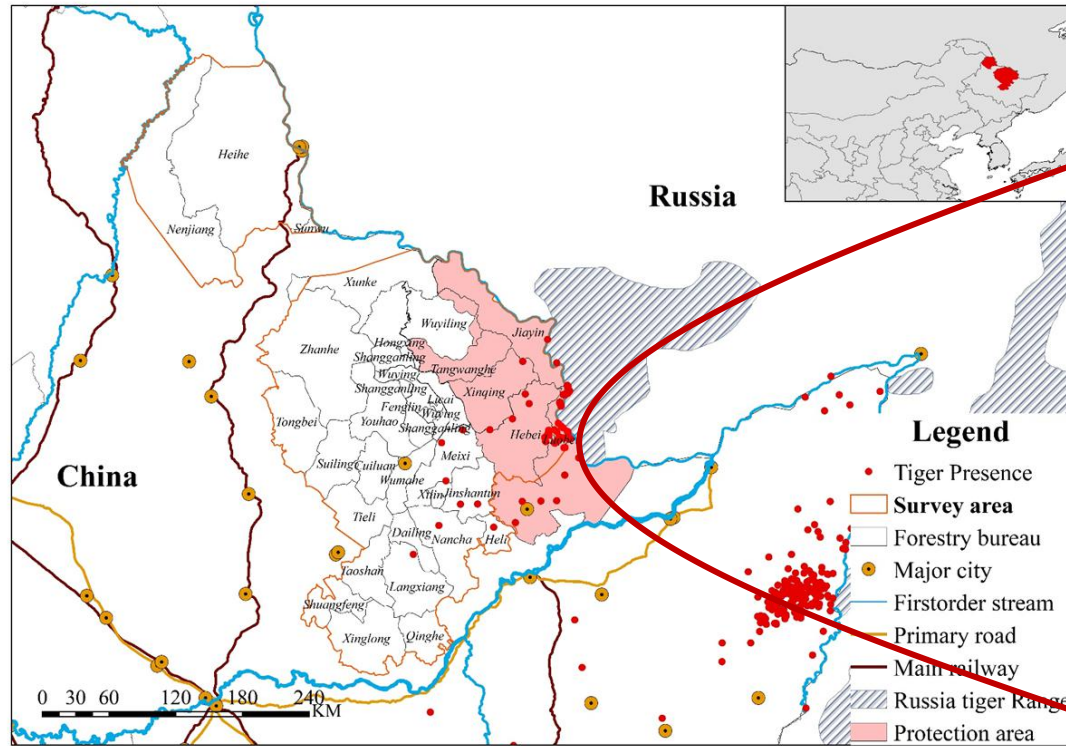 Heihe
Russia
Nenjiang
Sunwu
Xunke
Wuyiling
Jiayin
Zhanhe
Hongxing
Shangganling
Tangwanghe
Wuying
Shangganling
Xinqing
Fenglin
Tongbei
Youhao
Shangganling
Hebei
Legend
China
Meixi
Suiling
Cuiluan
Wumahe
Tiger Presence
Xilin
Jinshantun
Survey area
Tieli
Dailing
Nancha
Heli
Forestry bureau
Major city
Taoshan
Langxiang
Firstorder stream
Shuangfeng
Primary road
Xinglong
Qinghe
Main railway
0 30 60 120 180 240
KM
Russia tiger Range
Protection area